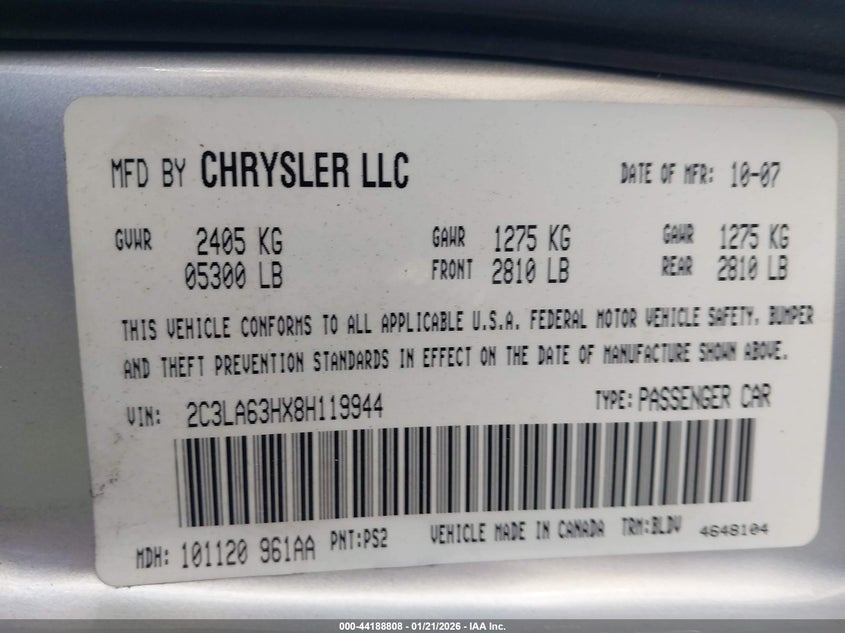 MFD BY CHRYSLER LLC DATE OF MFR: 10-07
GVWR 2405 KG GAWR 1275 KG GAWR 1275 KG
05300 LB FRONT 2810 LB REAR 2810 LB
THIS VEHICLE CONFORMS TO ALL APPLICABLE U.S.A. FEDERAL MOTOR VEHICLE SAFETY, BUMPER
AND THEFT PREVENTION STANDARDS IN EFFECT ON THE DATE OF MANUFACTURE SHOWN ABOVE.
VIN: 2C3LA63HX8H119944 TYPE: PASSENGER CAR
MDH: 101120 961AA PNT:PS2 VEHICLE MADE IN CANADA TRM:BLDV 4648104
000-44188808 - 01/21/2026 - IAA Inc.